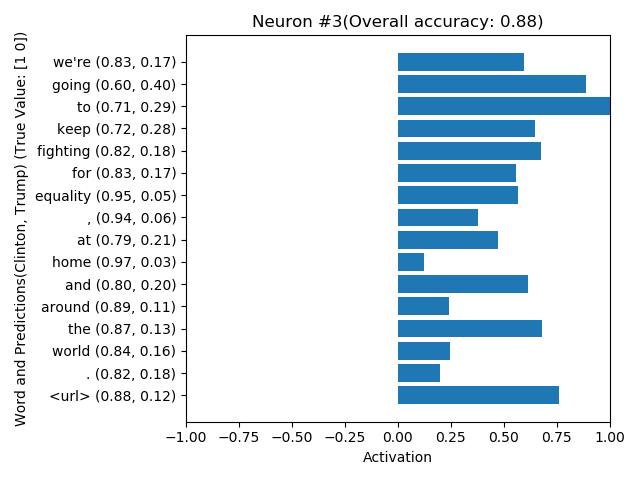 Neuron #3(Overall accuracy: 0.88)
Word and Predictions(Clinton, Trump) (True Value: [1 0])
we're (0.83, 0.17)
going (0.60, 0.40)
to (0.71, 0.29)
keep (0.72, 0.28)
fighting (0.82, 0.18)
for (0.83, 0.17)
equality (0.95, 0.05)
, (0.94, 0.06)
at (0.79, 0.21)
home (0.97, 0.03)
and (0.80, 0.20)
around (0.89, 0.11)
the (0.87, 0.13)
world (0.84, 0.16)
. (0.82, 0.18)
<url> (0.88, 0.12)
−1.00 −0.75 −0.50 −0.25 0.00 0.25 0.50 0.75 1.00
Activation